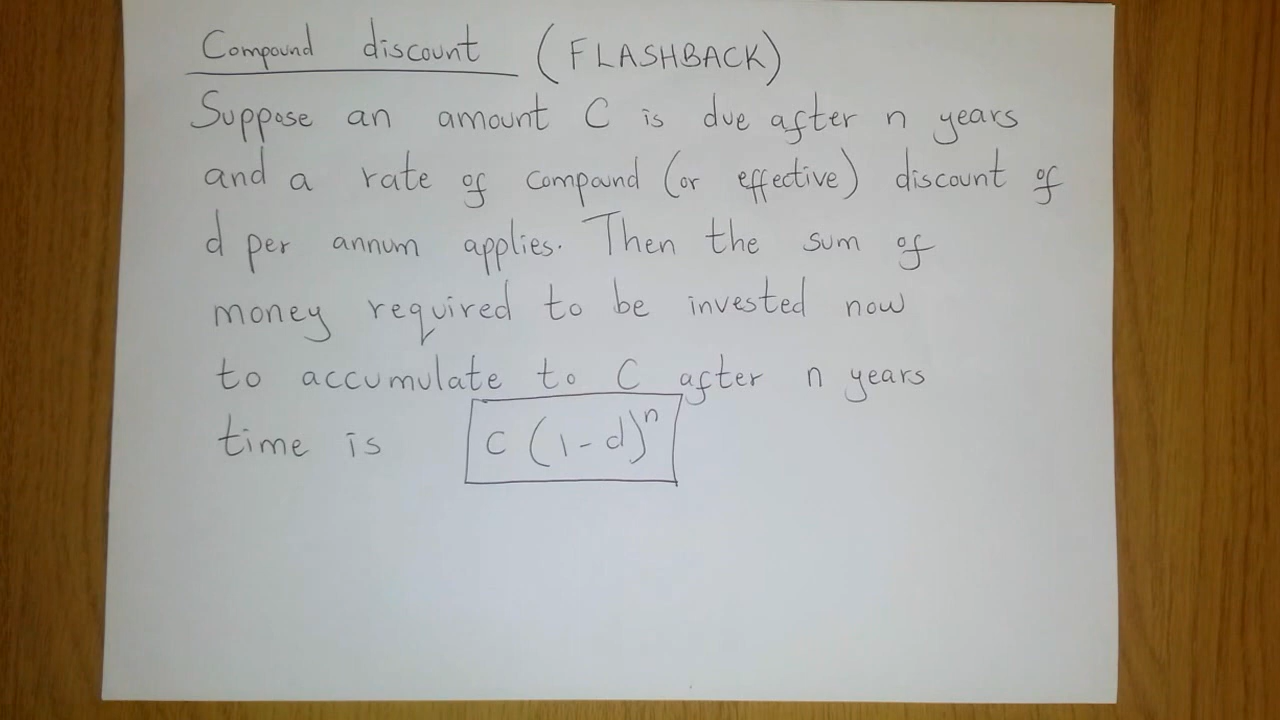 Compound discount (FLASHBACK)
Suppose an amount C is due after n years
and a rate of compound (or effective) discount of
d per annum applies. Then the sum of
money required to be invested now
to accumulate to C after n years
time is C (1-d)^n